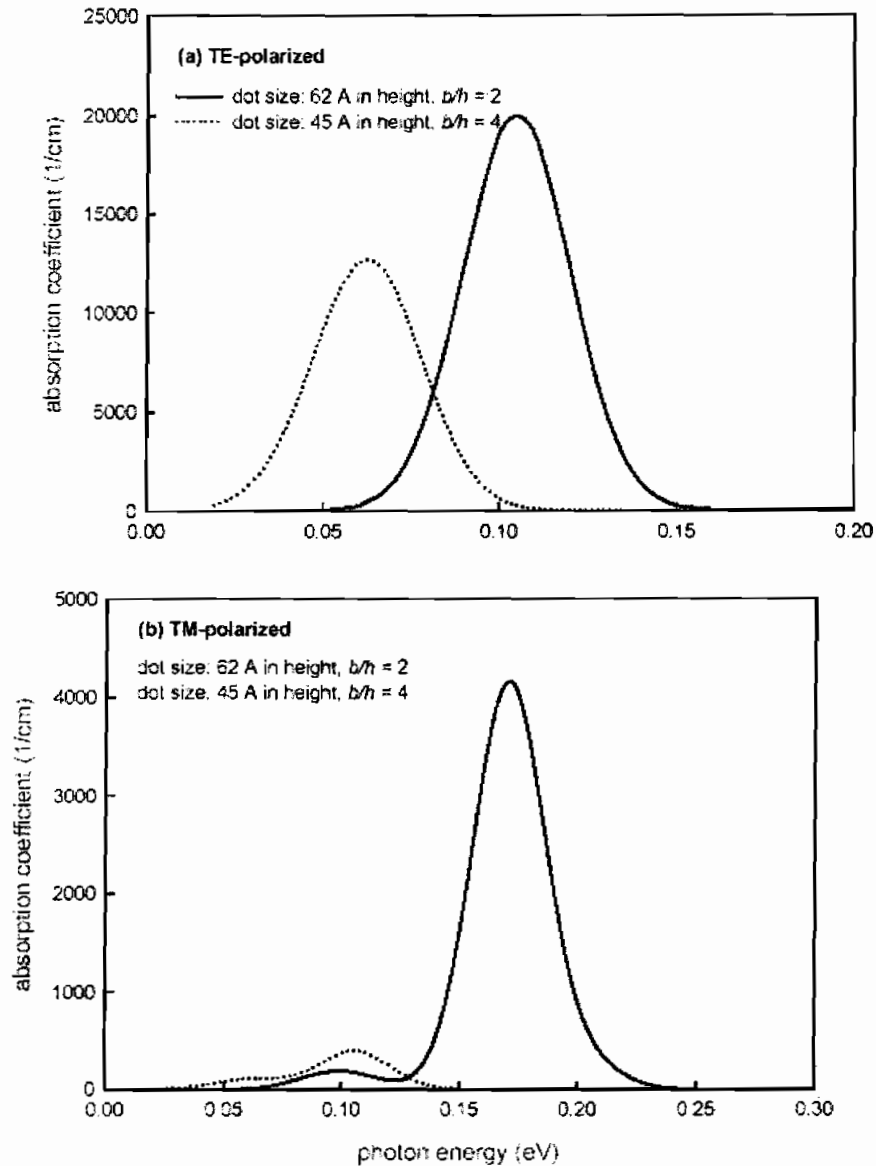 25000
(a) TE-polarized
dot size: 62 A in height, b/h = 2
dot size: 45 A in height, b/h = 4
20000
15000
10000
5000
0
absorption coefficient (1/cm)
0.00 0.05 0.10 0.15 0.20
5000
(b) TM-polarized
dot size: 62 A in height, b/h = 2
dot size. 45 A in height, b/h = 4
4000
3000
2000
1000
0
absorption coefficient (1/cm)
0.00 0.05 0.10 0.15 0.20 0.25 0.30
photon energy (eV)